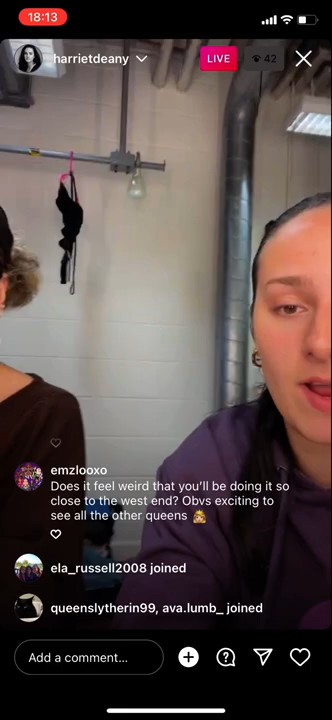 18:13
harrietdeany
LIVE
42
emzlooxo
Does it feel weird that you'll be doing it so
close to the west end? Obvs exciting to
see all the other queens 👸🏼
ela_russell2008 joined
queenslytherin99, ava.lumb_ joined
Add a comment...